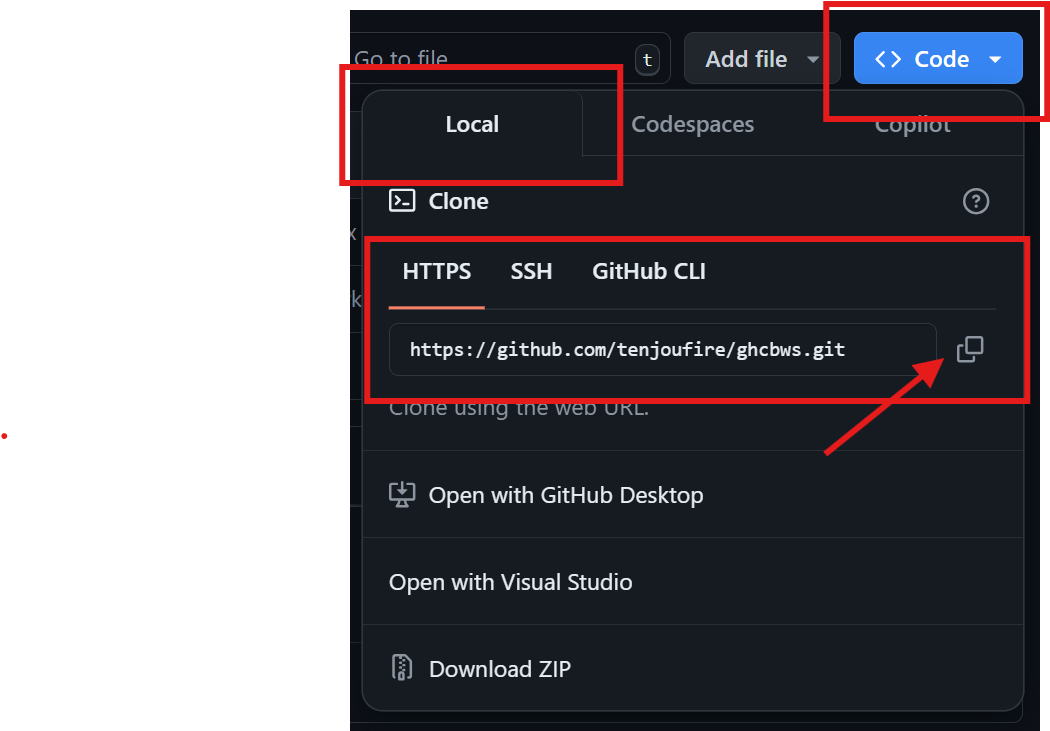 Go to file t Add file <> Code
Local Codespaces Copilot
Clone
HTTPS SSH GitHub CLI
https://github.com/tenjoufire/ghcbws.git
Clone using the web URL.
Open with GitHub Desktop
Open with Visual Studio
Download ZIP